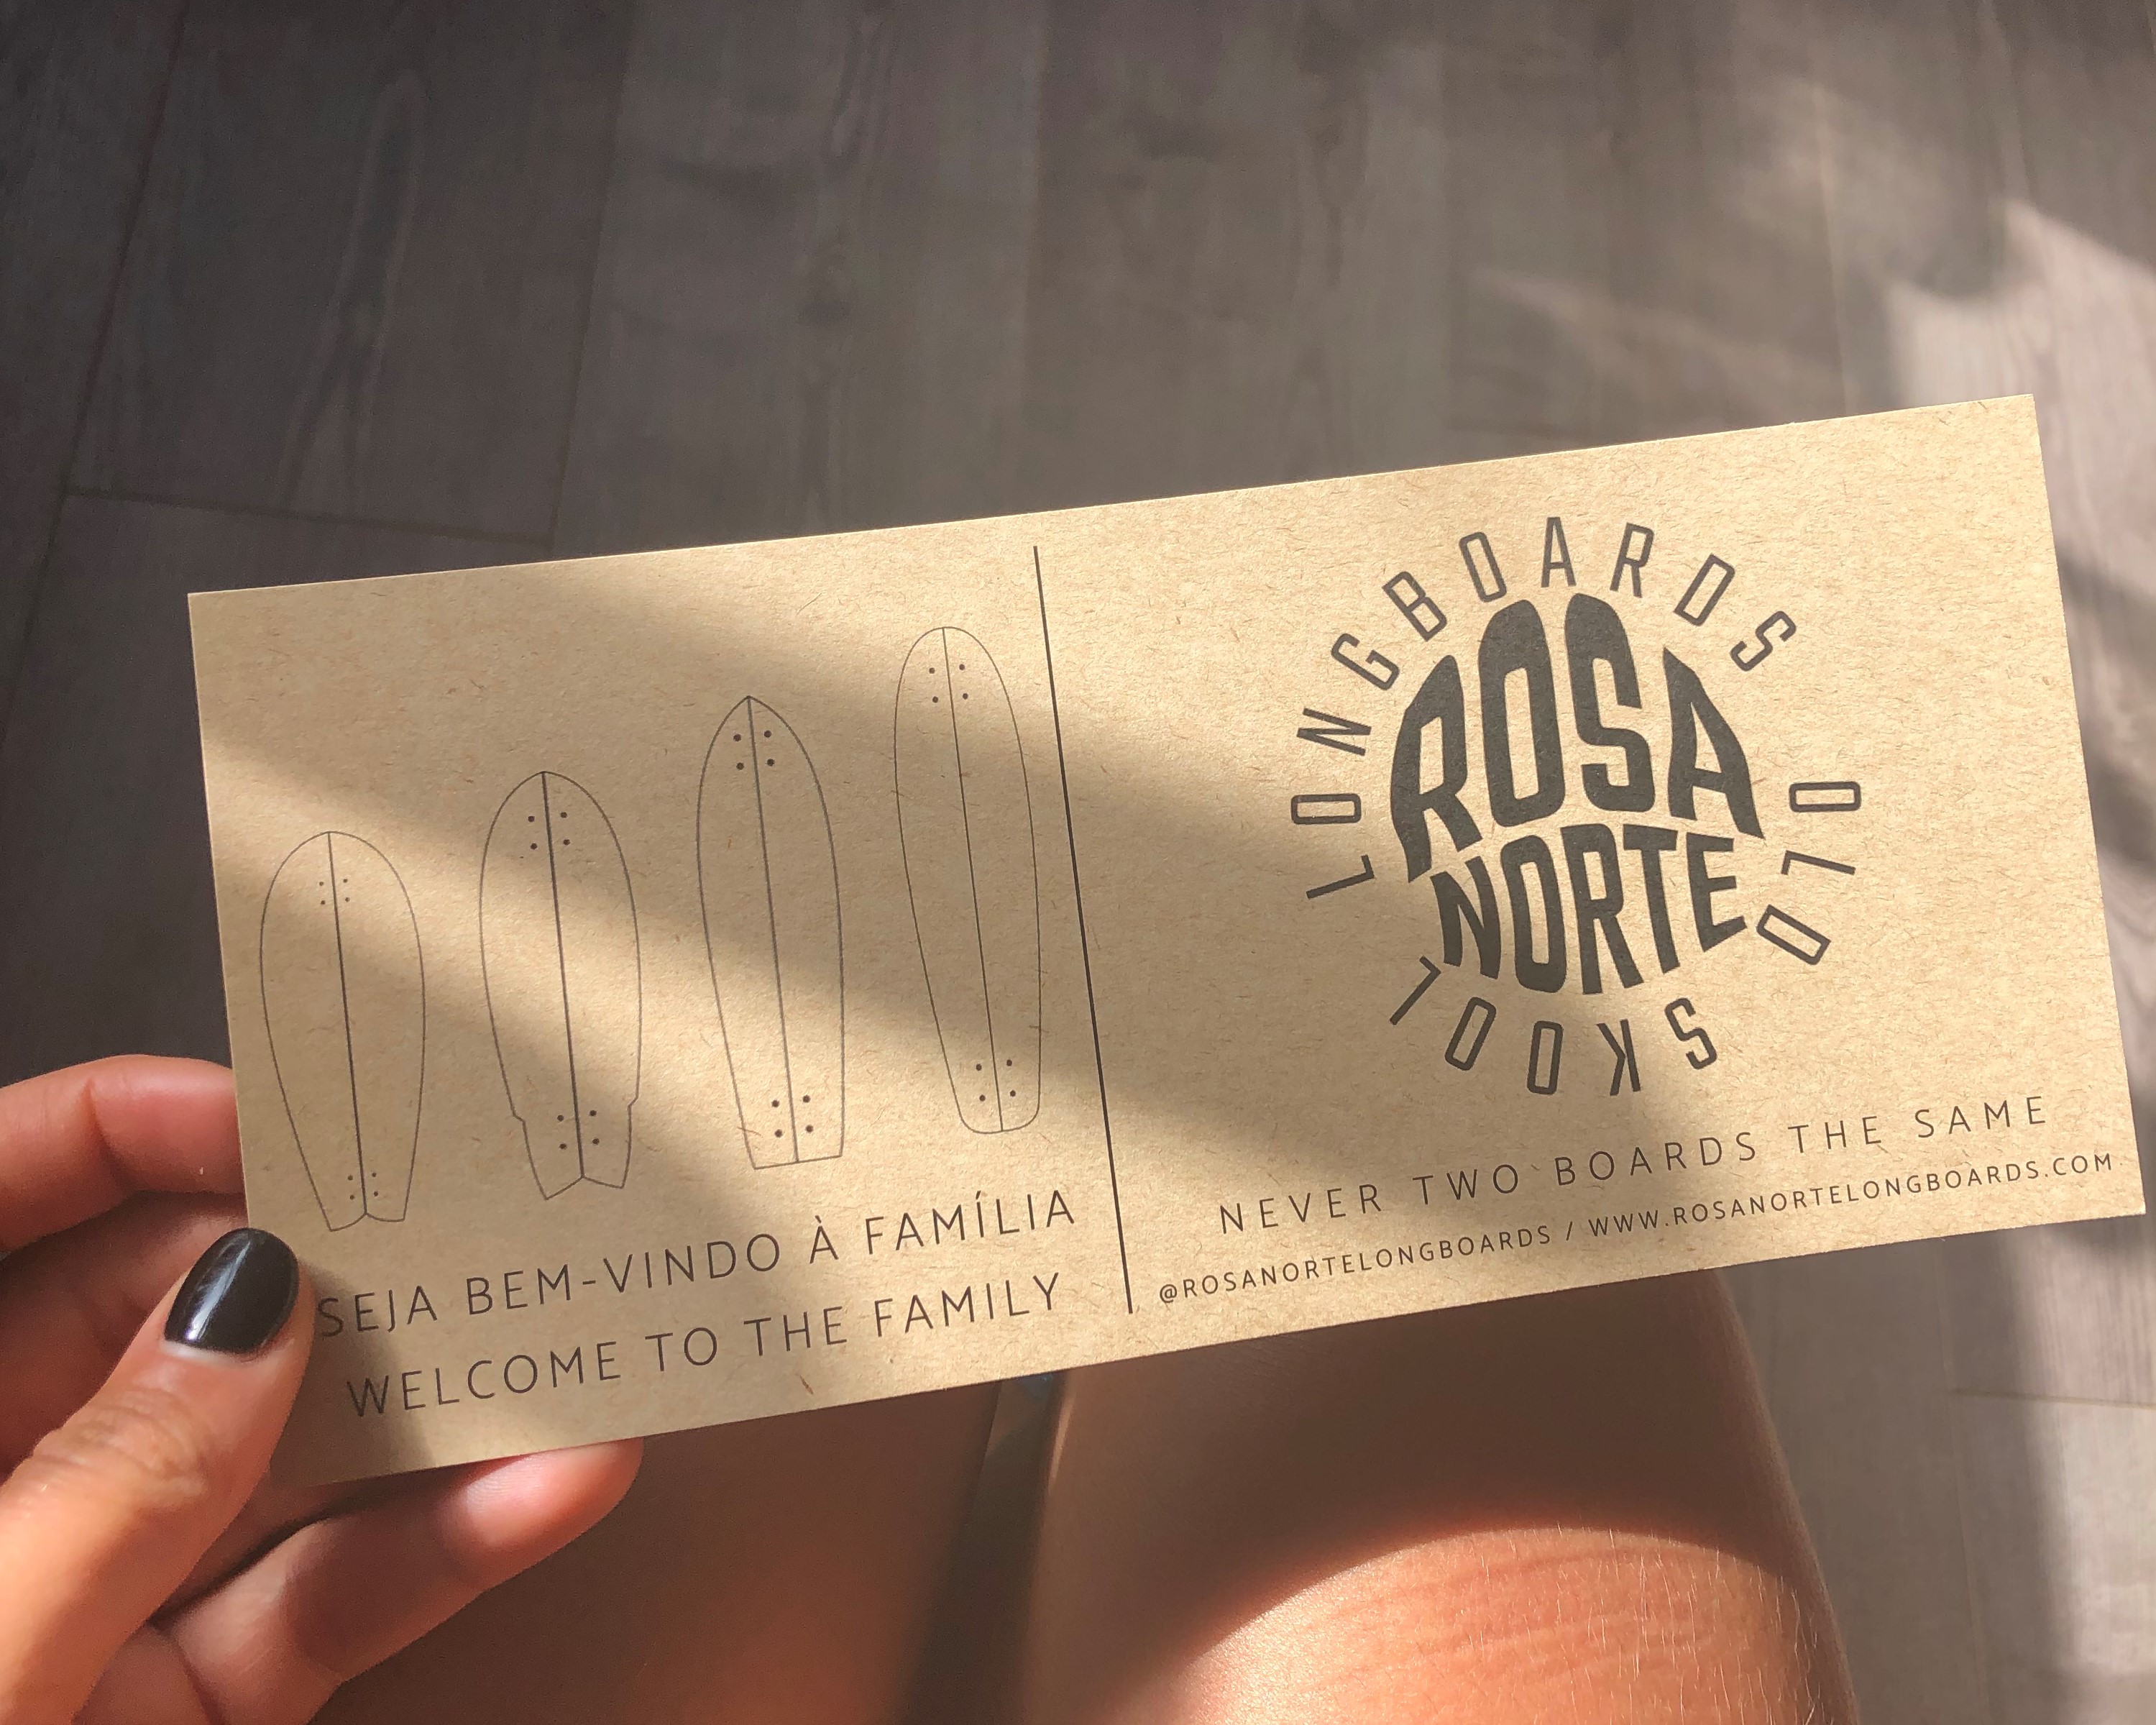 SEJA BEM-VINDO À FAMÍLIA
WELCOME TO THE FAMILY
LONGBOARDS
ROSA
NORTE
OLD SKOOL
NEVER TWO BOARDS THE SAME
@ROSANORTELONGBOARDS / WWW.ROSANORTELONGBOARDS.COM